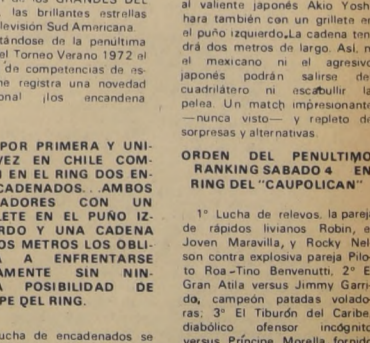 los GRANDES DEL
las brillantes estrellas
levisión Sud Americana.
tándose de la penúltima
el Torneo Verano 1972 el
de competencias de es-
ne registra una novedad
onal ¡los encandena
POR PRIMERA Y UNI-
VEZ EN CHILE COM-
N EN EL RING DOS EN-
CADENADOS. . .AMBOS
ADORES CON UN
LETE EN EL PUÑO IZ-
RDO Y UNA CADENA
OS METROS LOS OBLI-
A ENFRENTARSE
AMENTE SIN NIN-
A POSIBILIDAD DE
PE DEL RING.
ucha de encadenados se
al valiente japonés Akio Yosh
hara también con un grillete en
el puño izquierdo.La cadena ten
drá dos metros de largo. Así, n
el mexicano ni el agresivo
japonés podrán salirse de
cuadrilátero ni escabullir la
pelea. Un match impresionante
—nunca visto— y repleto de
sorpresas y alternativas.
ORDEN DEL PENULTIMO
RANKING SABADO 4 EN
RING DEL "CAUPOLICAN"
1° Lucha de relevos. la pareja
de rápidos livianos Robin, e
Joven Maravilla, y Rocky Nel
son contra explosiva pareja Pilo
to Roa-Tino Benvenutti. 2° E
Gran Atila versus Jimmy Garri-
do, campeón patadas volado-
ras; 3° El Tiburón del Caribe
diabólico ofensor incógnito
versus Príncipe Morella fornido